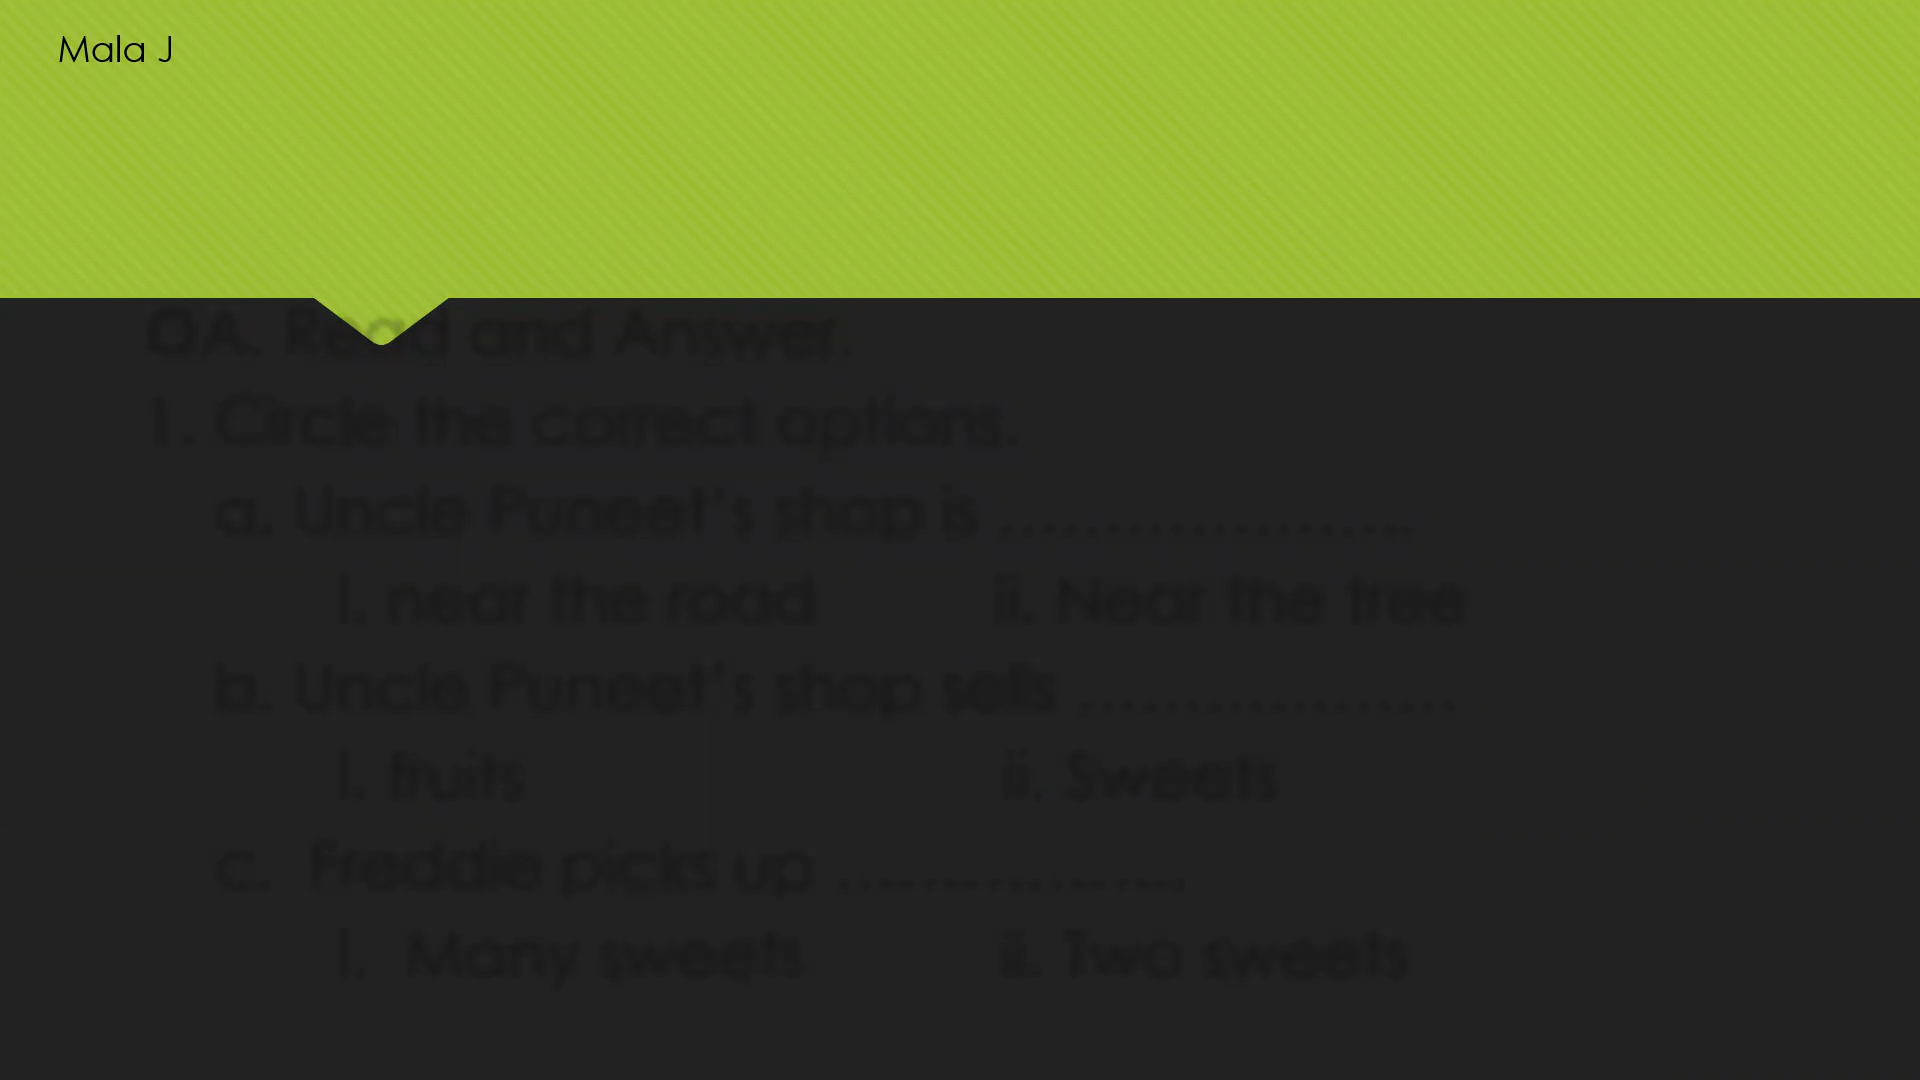 Mala J
QA. Read and Answer.
1. Circle the correct options.
a. Uncle Puneet's shop is ………………..
i. near the road ii. Near the tree
b. Uncle Puneet's shop sells ………………
i. fruits ii. Sweets
c. Freddie picks up ……………..
i. Many sweets ii. Two sweets